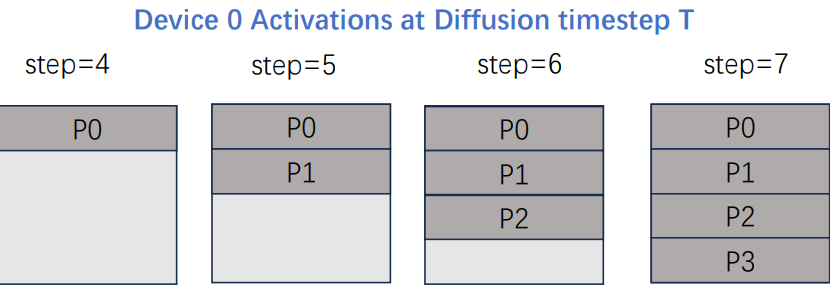 Device 0 Activations at Diffusion timestep T
step=4
step=5
step=6
step=7
P0
P0
P1
P0
P1
P2
P0
P1
P2
P3